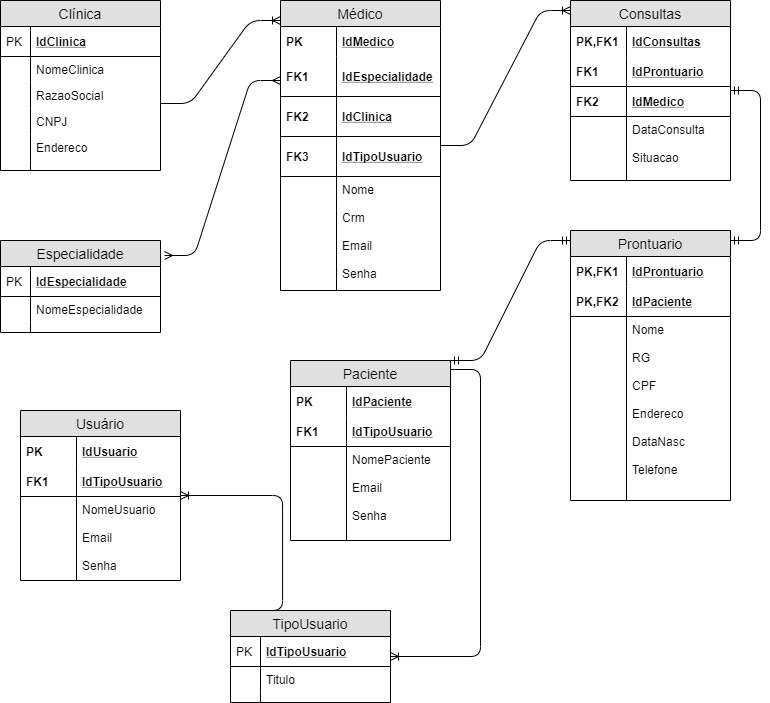 Clínica
PK IdClinica
NomeClinica
RazaoSocial
CNPJ
Endereco
Médico
PK IdMedico
FK1 IdEspecialidade
FK2 IdClinica
FK3 IdTipoUsuario
Nome
Crm
Email
Senha
Consultas
PK,FK1 IdConsultas
FK1 IdProntuario
FK2 IdMedico
DataConsulta
Situacao
Especialidade
PK IdEspecialidade
NomeEspecialidade
Prontuario
PK,FK1 IdProntuario
PK,FK2 IdPaciente
Nome
RG
CPF
Endereco
DataNasc
Telefone
Paciente
PK IdPaciente
FK1 IdTipoUsuario
NomePaciente
Email
Senha
Usuário
PK IdUsuario
FK1 IdTipoUsuario
NomeUsuario
Email
Senha
TipoUsuario
PK IdTipoUsuario
Titulo